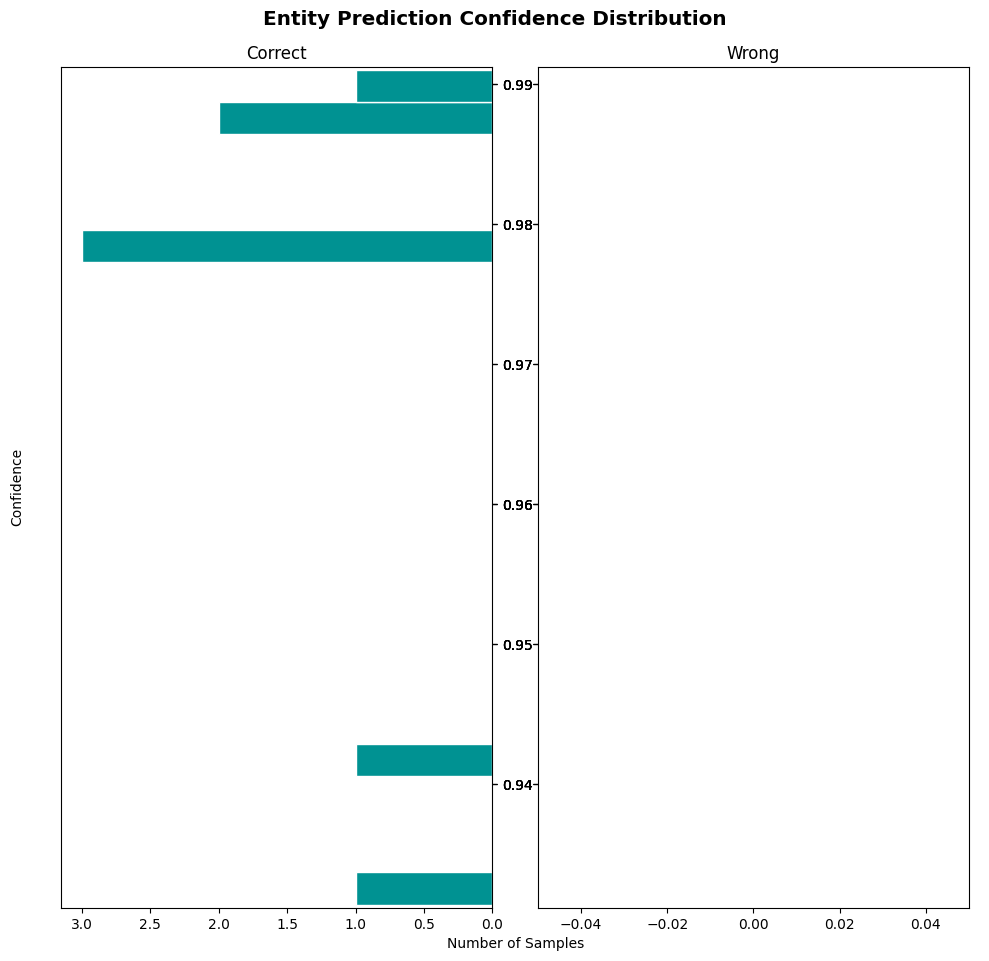 Entity Prediction Confidence Distribution
Correct
Wrong
0.99
0.98
0.97
0.96
0.95
0.94
Confidence
3.0 2.5 2.0 1.5 1.0 0.5 0.0
−0.04 −0.02 0.00 0.02 0.04
Number of Samples